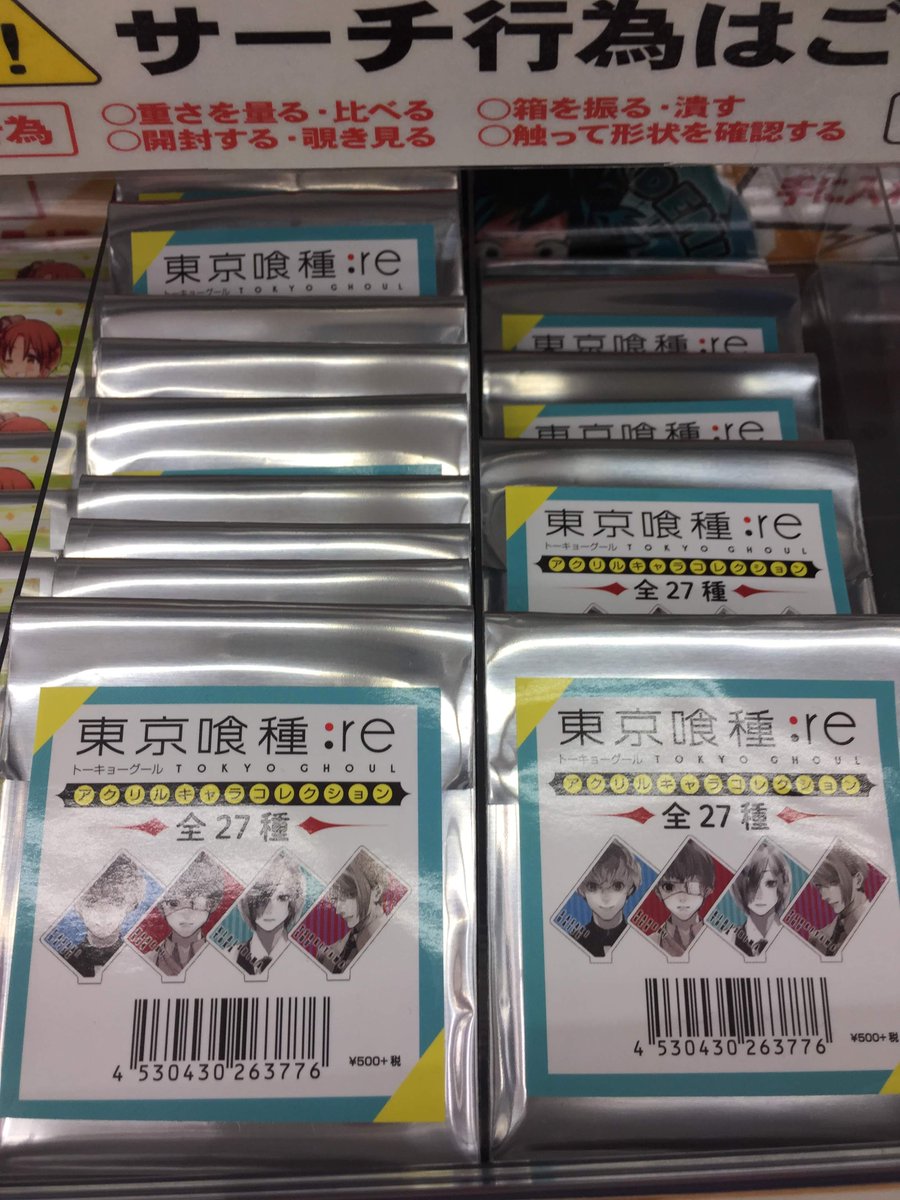 !
サーチ行為はご
為
○重さを量る・比べる
○箱を振る・潰す
○開封する・覗き見る
○触って形状を確認する
手に入
東京喰種:re
トーキョーグール TOKYO GHOUL
東京喰種:re
東京喰種:re
東京喰種:re
トーキョーグール TOKYO GHOUL
アクリルキャラコレクション
全27種
東京喰種:re
トーキョーグール TOKYO GHOUL
アクリルキャラコレクション
全27種
4 530430 263776
¥500+税
東京喰種:re
トーキョーグール TOKYO GHOUL
アクリルキャラコレクション
全27種
4 530430 263776
¥500+税